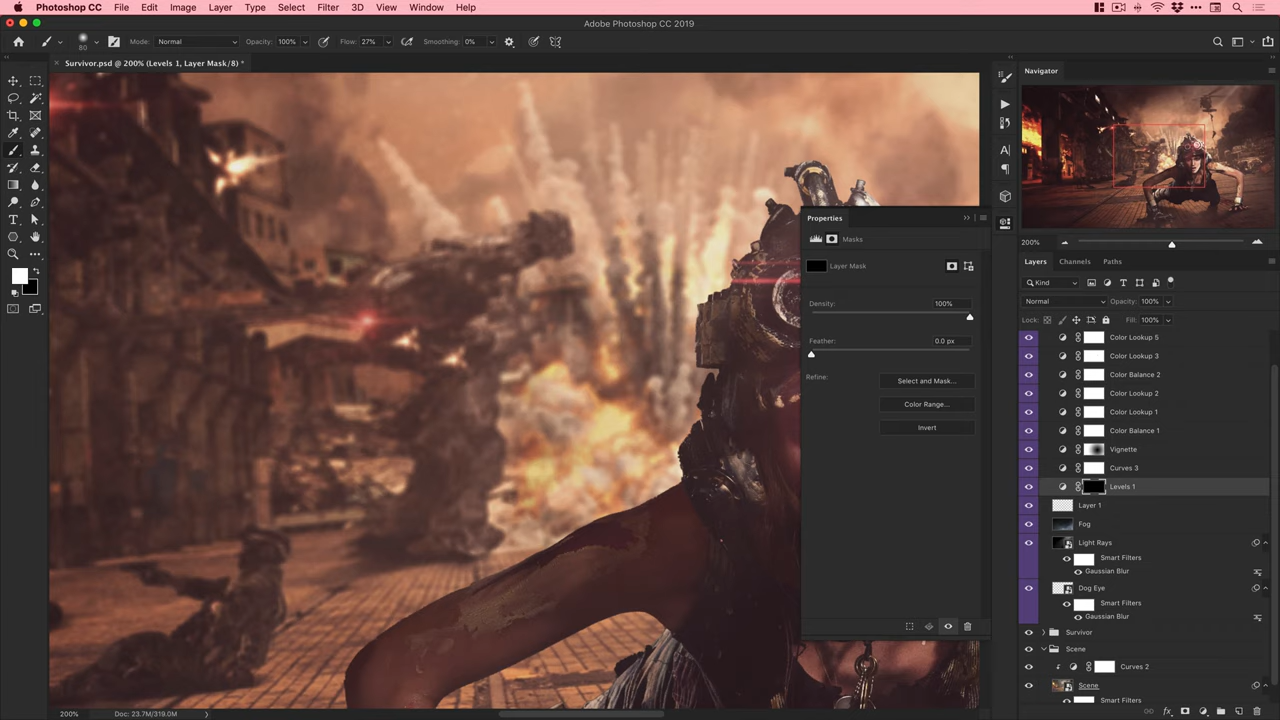 Photoshop CC File Edit Image Layer Type Select Filter 3D View Window Help
Adobe Photoshop CC 2019
80 Mode: Normal Opacity: 100% Flow: 27% Smoothing: 0%
Survivor.psd @ 200% (Levels 1, Layer Mask/8) *
Navigator
200%
Properties
Masks
Layer Mask
Density: 100%
Feather: 0.0 px
Refine: Select and Mask...
Color Range...
Invert
Layers Channels Paths
Kind
Normal Opacity: 100%
Lock: Fill: 100%
Color Lookup 5
Color Lookup 3
Color Balance 2
Color Lookup 2
Color Lookup 1
Color Balance 1
Vignette
Curves 3
Levels 1
Layer 1
Fog
Light Rays
Smart Filters
Gaussian Blur
Dog Eye
Smart Filters
Gaussian Blur
Survivor
Scene
Curves 2
Scene
Smart Filters
200% Doc: 23.7M/319.0M